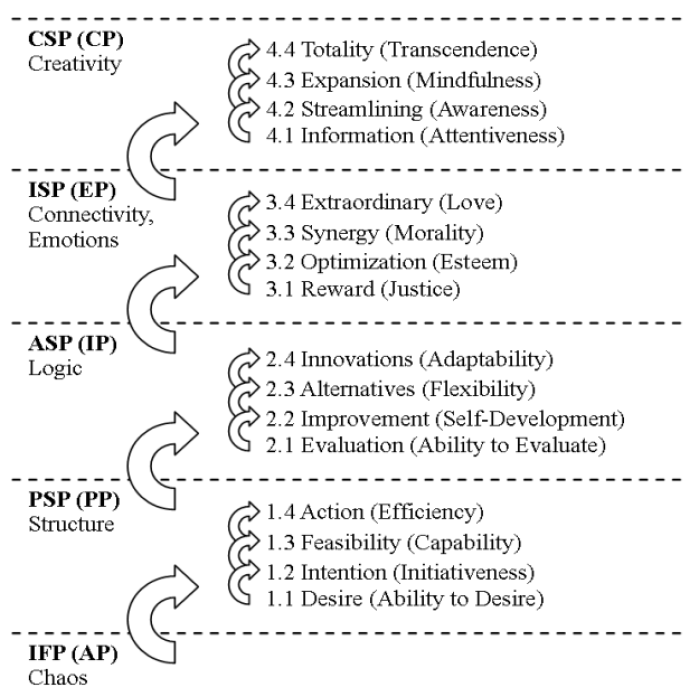 CSP (CP)
Creativity
4.4 Totality (Transcendence)
4.3 Expansion (Mindfulness)
4.2 Streamlining (Awareness)
4.1 Information (Attentiveness)
ISP (EP)
Connectivity,
Emotions
3.4 Extraordinary (Love)
3.3 Synergy (Morality)
3.2 Optimization (Esteem)
3.1 Reward (Justice)
ASP (IP)
Logic
2.4 Innovations (Adaptability)
2.3 Alternatives (Flexibility)
2.2 Improvement (Self-Development)
2.1 Evaluation (Ability to Evaluate)
PSP (PP)
Structure
1.4 Action (Efficiency)
1.3 Feasibility (Capability)
1.2 Intention (Initiativeness)
1.1 Desire (Ability to Desire)
IFP (AP)
Chaos